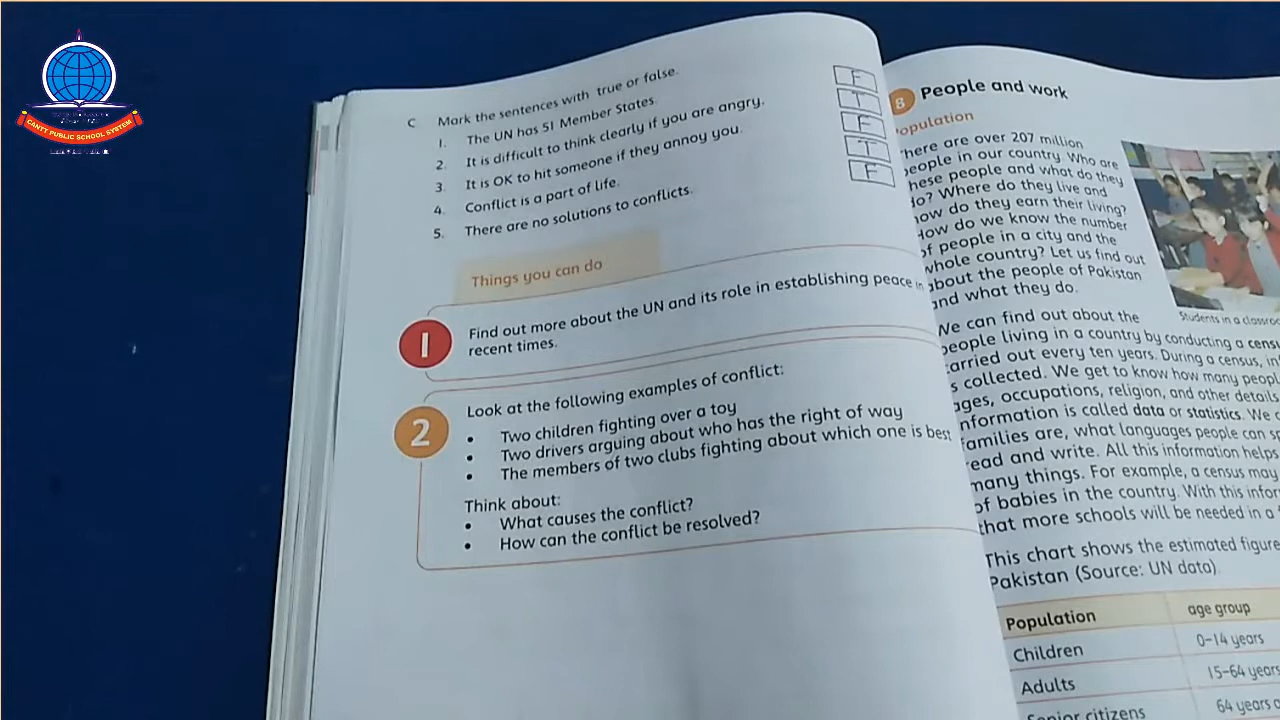 CANTT PUBLIC SCHOOL SYSTEM
C Mark the sentences with true or false.
1. The UN has 51 Member States. F
2. It is difficult to think clearly if you are angry. T
3. It is OK to hit someone if they annoy you. F
4. Conflict is a part of life. T
5. There are no solutions to conflicts. F
Things you can do
1 Find out more about the UN and its role in establishing peace in
recent times.
2 Look at the following examples of conflict:
• Two children fighting over a toy
• Two drivers arguing about who has the right of way
• The members of two clubs fighting about which one is best
Think about:
• What causes the conflict?
• How can the conflict be resolved?
8 People and work
opulation
here are over 207 million
eople in our country. Who are
hese people and what do they
do? Where do they live and
how do they earn their living?
How do we know the number
of people in a city and the
whole country? Let us find out
about the people of Pakistan
and what they do.
Students in a classroo
We can find out about the
people living in a country by conducting a censu
carried out every ten years. During a census, in
s collected. We get to know how many peopl
ages, occupations, religion, and other details
nformation is called data or statistics. We c
families are, what languages people can sp
read and write. All this information helps
many things. For example, a census may
of babies in the country. With this infor
that more schools will be needed in a f
This chart shows the estimated figure
Pakistan (Source: UN data).
Population age group
Children 0–14 years
Adults 15–64 years
Senior citizens 64 years o